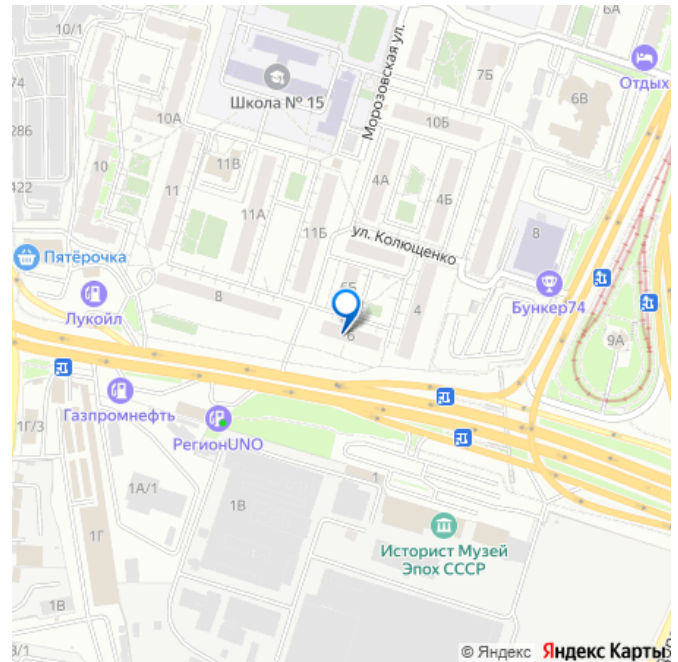 10/1
6А
Отдых
74
Школа № 15
Морозовская ул.
7Б
6В
286
10А
10Б
11В
422
10
11
4А
4Б
11А
11Б
ул. Колющенко
8
Пятёрочка
6Б
Бункер74
8
Лукойл
4
6
9А
Газпромнефть
1Г/3
РегионUNO
1А/1
1В
1
1Г
Историст Музей
Эпох СССР
1В
3/1
© Яндекс Яндекс Карты